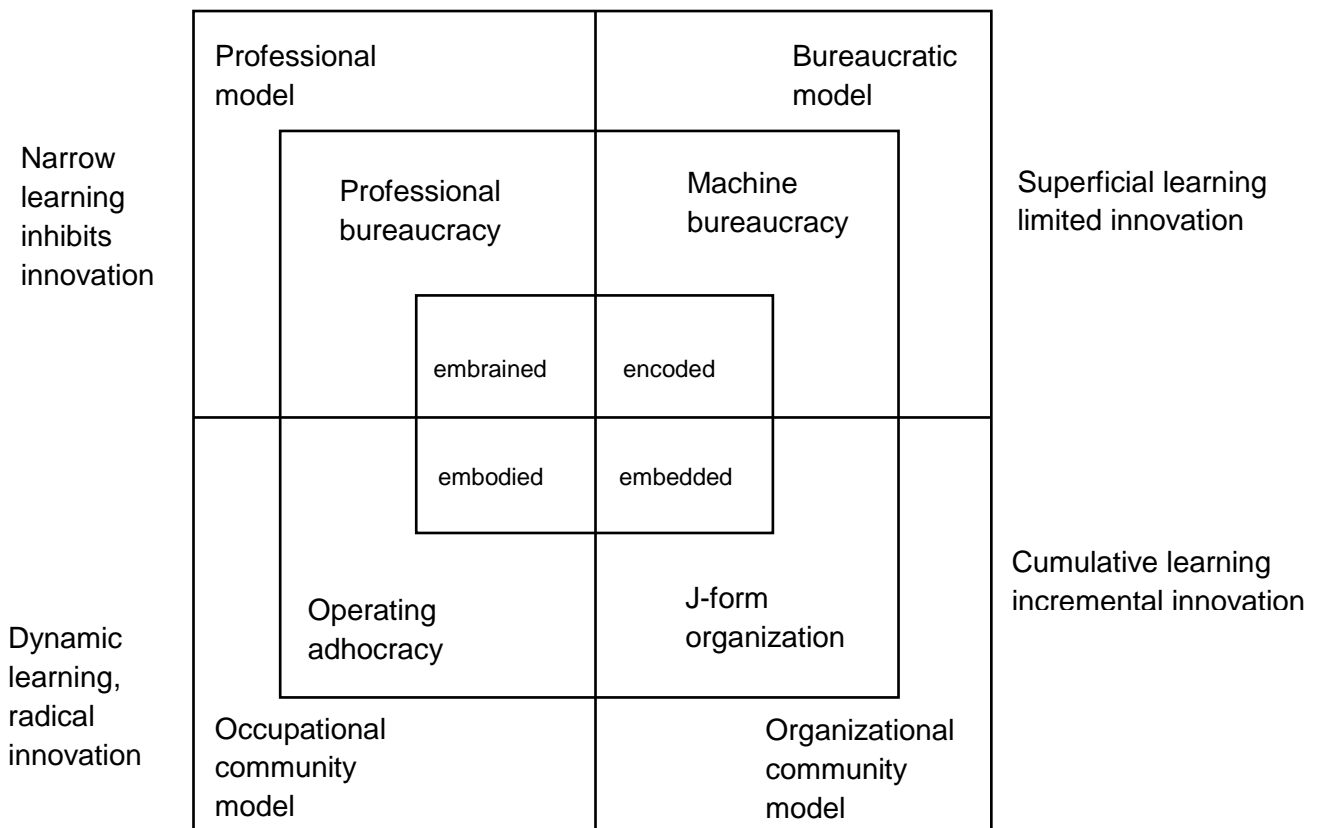 Professional
model
Bureaucratic
model
Narrow
learning
inhibits
innovation
Professional
bureaucracy
Machine
bureaucracy
Superficial learning
limited innovation
embrained
encoded
embodied
embedded
Operating
adhocracy
J-form
organization
Cumulative learning
incremental innovation
Dynamic
learning,
radical
innovation
Occupational
community
model
Organizational
community
model